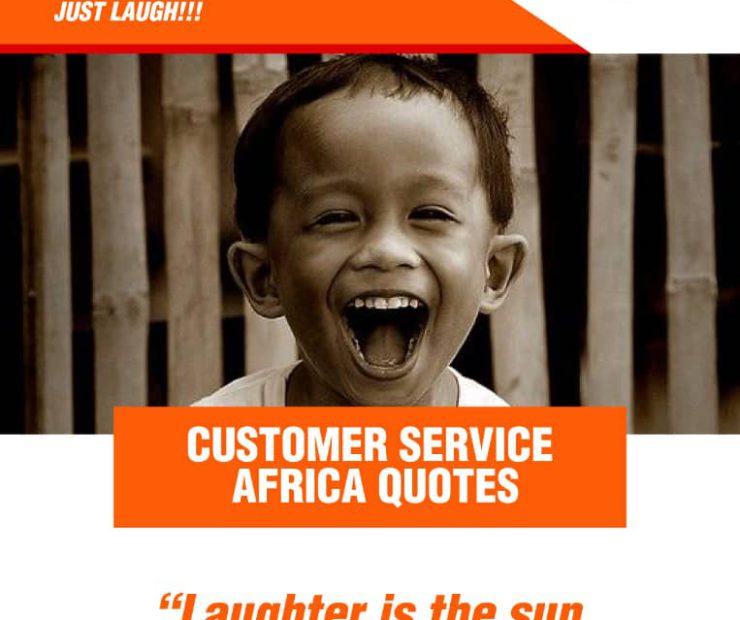 JUST LAUGH!!!
CUSTOMER SERVICE
AFRICA QUOTES
“Laughter is the sun